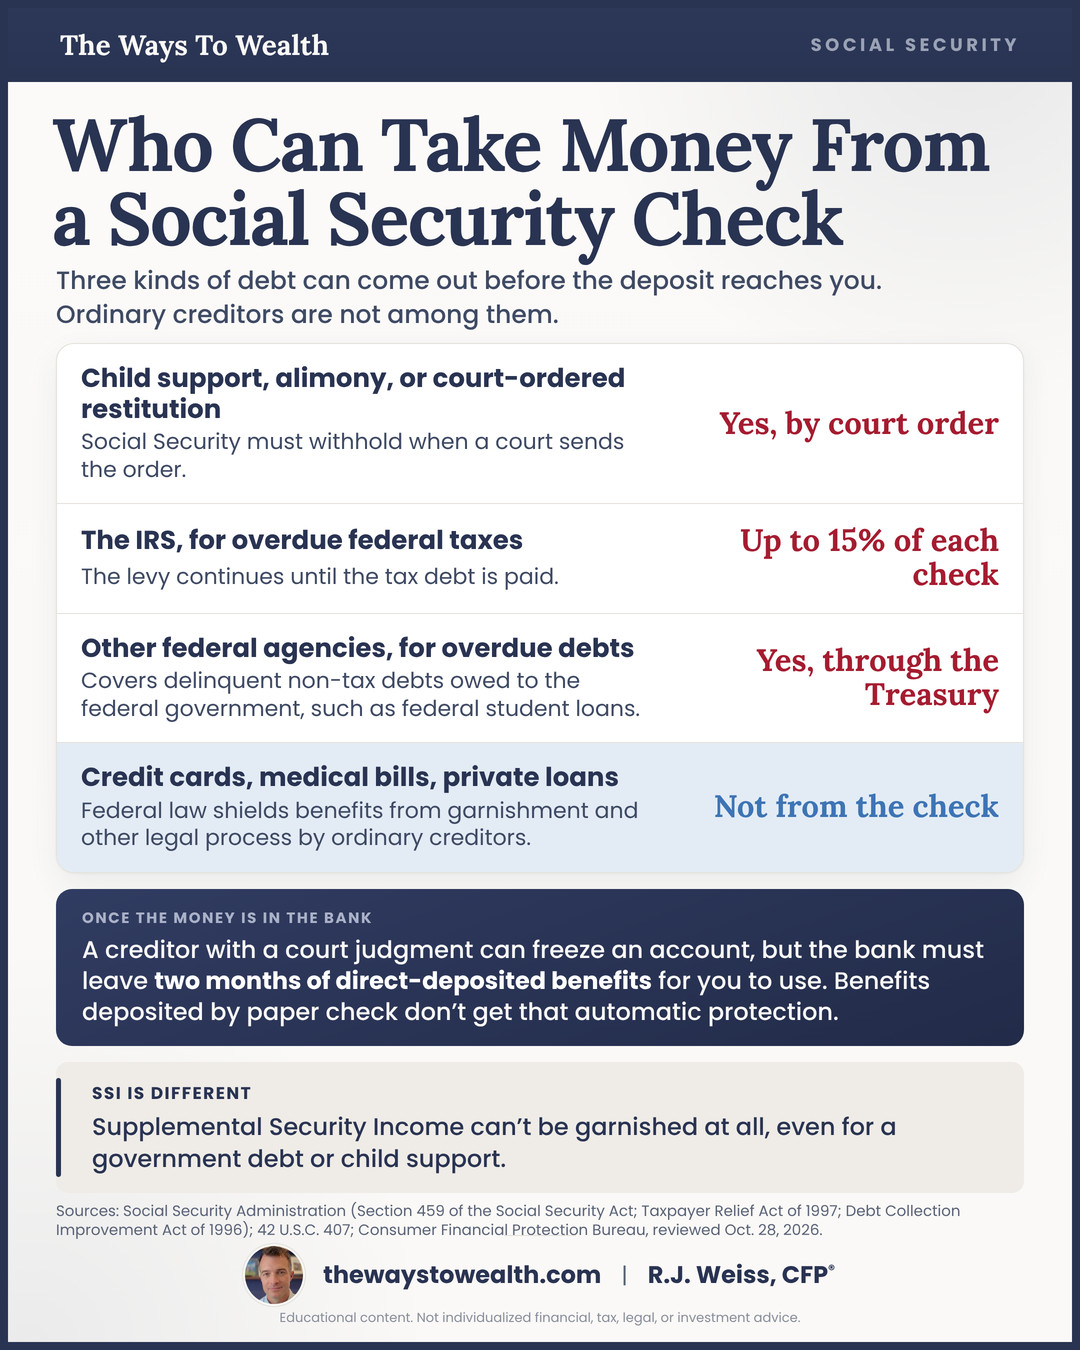 The Ways To Wealth
SOCIAL SECURITY
Who Can Take Money From
a Social Security Check
Three kinds of debt can come out before the deposit reaches you.
Ordinary creditors are not among them.
Child support, alimony, or court-ordered
restitution
Social Security must withhold when a court sends
the order.
Yes, by court order
The IRS, for overdue federal taxes
The levy continues until the tax debt is paid.
Up to 15% of each
check
Other federal agencies, for overdue debts
Covers delinquent non-tax debts owed to the
federal government, such as federal student loans.
Yes, through the
Treasury
Credit cards, medical bills, private loans
Federal law shields benefits from garnishment and
other legal process by ordinary creditors.
Not from the check
ONCE THE MONEY IS IN THE BANK
A creditor with a court judgment can freeze an account, but the bank must
leave two months of direct-deposited benefits for you to use. Benefits
deposited by paper check don’t get that automatic protection.
SSI IS DIFFERENT
Supplemental Security Income can’t be garnished at all, even for a
government debt or child support.
Sources: Social Security Administration (Section 459 of the Social Security Act; Taxpayer Relief Act of 1997; Debt Collection
Improvement Act of 1996); 42 U.S.C. 407; Consumer Financial Protection Bureau, reviewed Oct. 28, 2026.
thewaystowealth.com | R.J. Weiss, CFP®
Educational content. Not individualized financial, tax, legal, or investment advice.